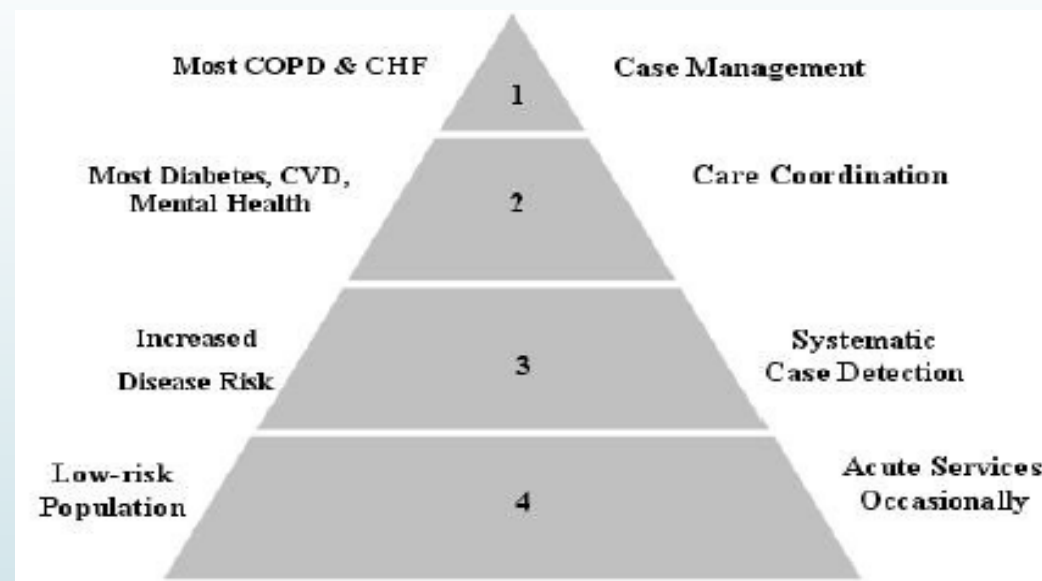 Most COPD & CHF
Case Management
1
Most Diabetes, CVD,
Mental Health
Care Coordination
2
Increased
Disease Risk
Systematic
Case Detection
3
Low-risk
Population
Acute Services
Occasionally
4